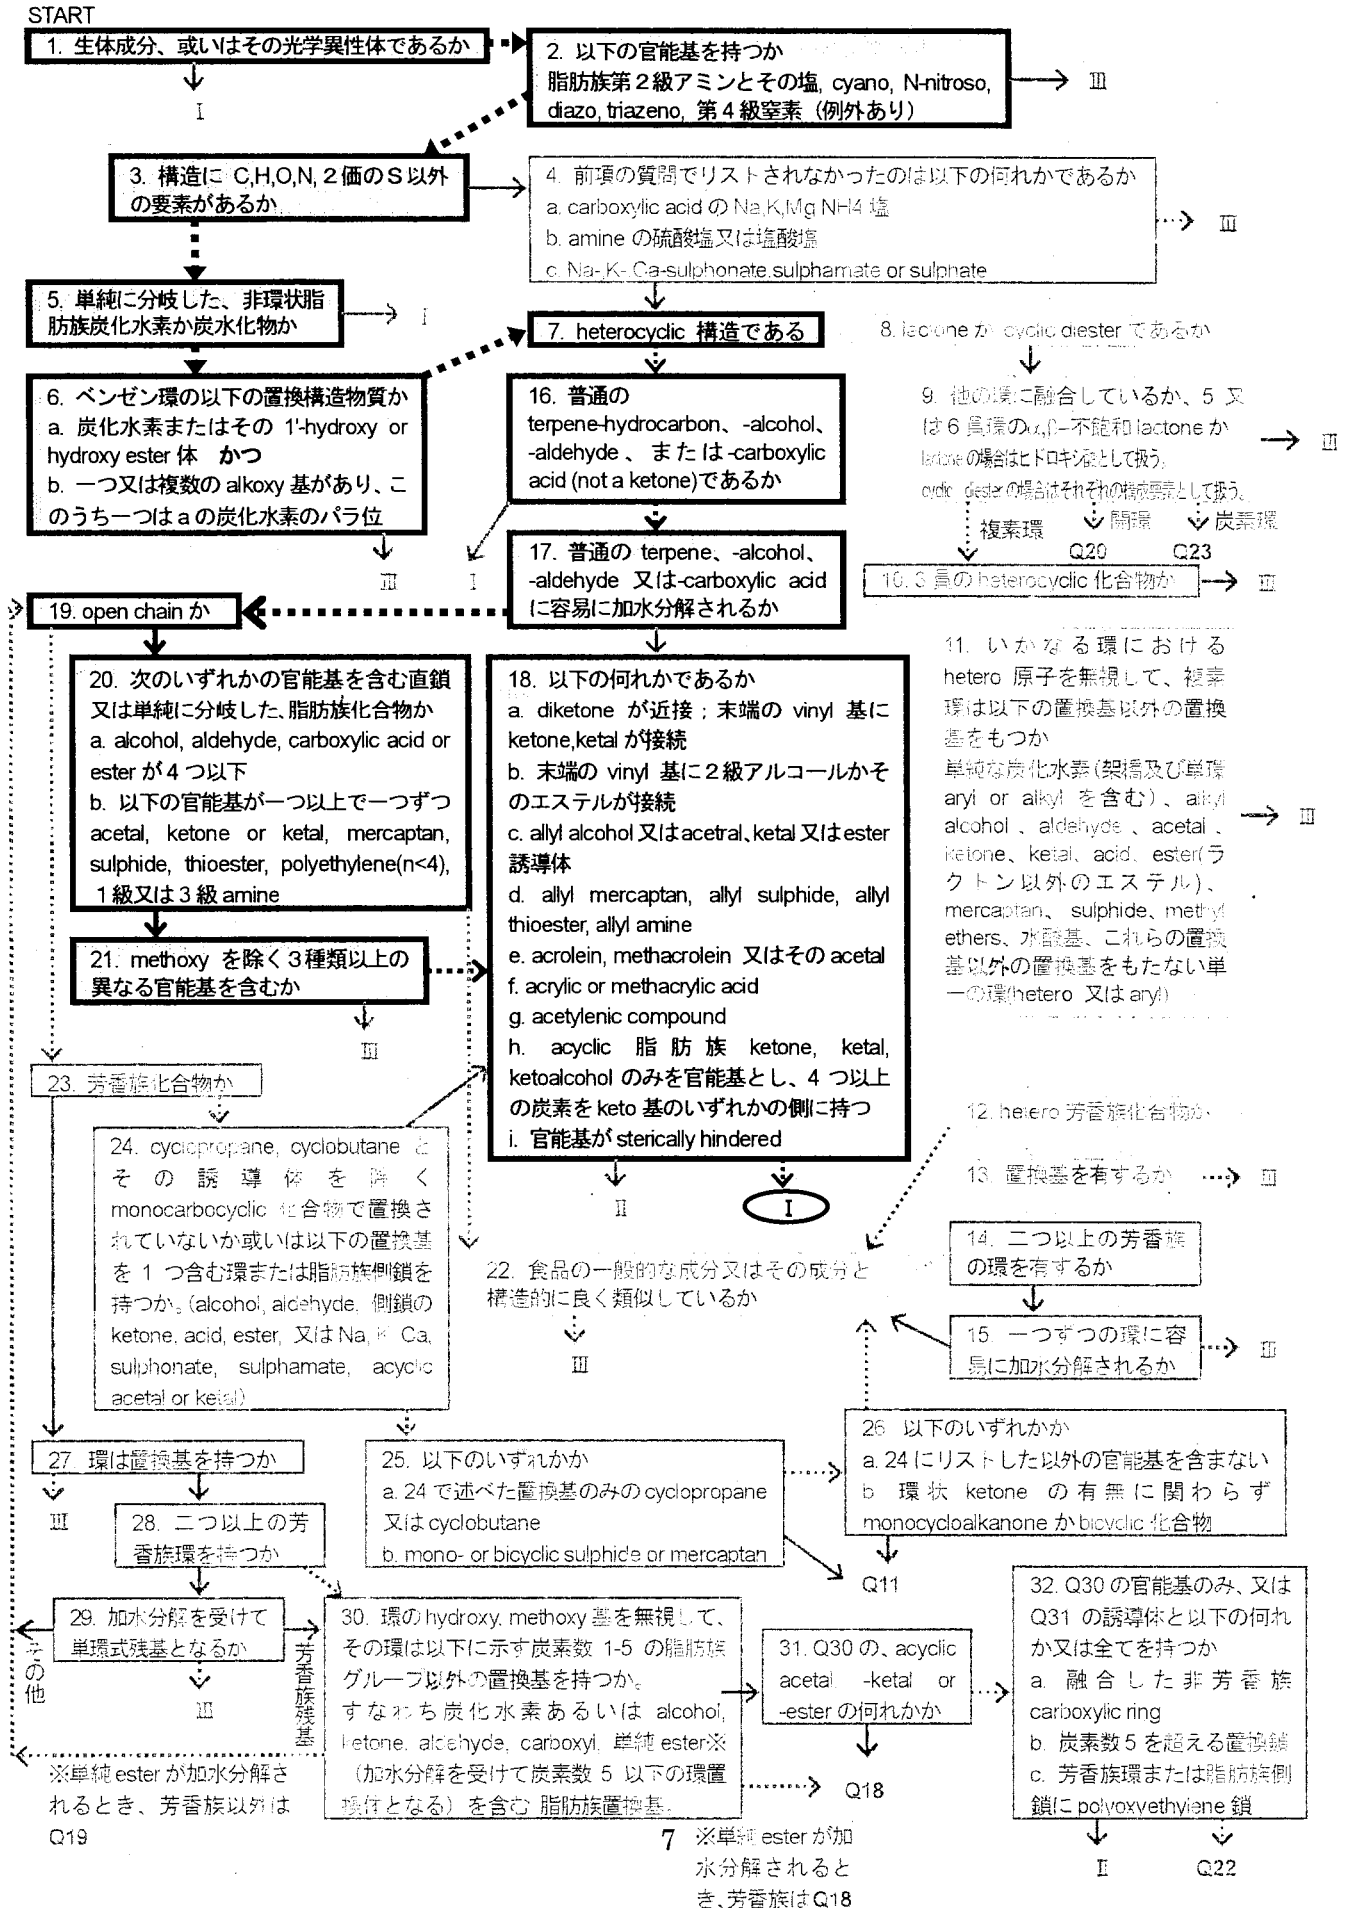 START
1. 生体成分、或いはその光学異性体であるか
I
2. 以下の官能基を持つか
脂肪族第2級アミンとその塩, cyano, N-nitroso,
diazo, triazeno, 第4級窒素（例外あり）
III
3. 構造に C,H,O,N, 2価のS以外
の要素があるか
4. 前項の質問でリストされなかったのは以下の何れかであるか
a. carboxylic acid の Na,K,Mg NH4 塩
b. amine の硫酸塩又は塩酸塩
c. Na-,K-,Ca-sulphonate,sulphamate or sulphate
III
5. 単純に分岐した、非環状脂
肪族炭化水素か炭水化物か
I
6. ベンゼン環の以下の置換構造物質か
a. 炭化水素またはその 1'-hydroxy or
hydroxy ester 体 かつ
b. 一つ又は複数の alkoxy 基があり、こ
のうち一つは a の炭化水素のパラ位
III
7. heterocyclic 構造である
8. lactone か cyclic diester であるか
9. 他の環に融合しているか、5 又
は 6 員環のα,β-不飽和 lactone か
lactone の場合はヒドロキシ酸として扱う。
cyclic diester の場合はそれぞれの構成要素として扱う。
III
複素環
開環
炭素環
Q20
Q23
10. 3 員の heterocyclic 化合物か
III
16. 普通の
terpene-hydrocarbon、-alcohol、
-aldehyde、または-carboxylic
acid (not a ketone)であるか
I
17. 普通の terpene、-alcohol、
-aldehyde 又は-carboxylic acid
に容易に加水分解されるか
19. open chain か
20. 次のいずれかの官能基を含む直鎖
又は単純に分岐した、脂肪族化合物か
a. alcohol, aldehyde, carboxylic acid or
ester が 4 つ以下
b. 以下の官能基が一つ以上で一つずつ
acetal, ketone or ketal, mercaptan,
sulphide, thioester, polyethylene(n<4),
1級又は3級 amine
21. methoxy を除く3種類以上の
異なる官能基を含むか
III
18. 以下の何れかであるか
a. diketone が近接；末端の vinyl 基に
ketone,ketal が接続
b. 末端の vinyl 基に2級アルコールかそ
のエステルが接続
c. allyl alcohol 又は acetral、ketal 又は ester
誘導体
d. allyl mercaptan, allyl sulphide, allyl
thioester, allyl amine
e. acrolein, methacrolein 又はその acetal
f. acrylic or methacrylic acid
g. acetylenic compound
h. acyclic 脂肪族 ketone, ketal,
ketoalcohol のみを官能基とし、4 つ以上
の炭素を keto 基のいずれかの側に持つ
i. 官能基が sterically hindered
II
I
11. いかなる環における
hetero 原子を無視して、複素
環は以下の置換基以外の置換
基をもつか
単純な炭化水素(架橋及び単環
aryl or alkyl を含む)、alkyl
alcohol、aldehyde、acetal、
ketone、ketal、acid、ester(ラ
クトン以外のエステル)、
mercaptan、sulphide、methyl
ethers、水酸基、これらの置換
基以外の置換基をもたない単
一の環(hetero 又は aryl)
III
12. hetero 芳香族化合物か
13. 置換基を有するか
III
14. 二つ以上の芳香族
の環を有するか
15. 一つずつの環に容
易に加水分解されるか
III
22. 食品の一般的な成分又はその成分と
構造的に良く類似しているか
III
23. 芳香族化合物か
24. cyclopropane, cyclobutane と
その誘導体を除く
monocarbocyclic 化合物で置換さ
れていないか或いは以下の置換基
を 1 つ含む環または脂肪族側鎖を
持つか。(alcohol, aldehyde, 側鎖の
ketone, acid, ester, 又は Na, K Ca,
sulphonate, sulphamate, acyclic
acetal or ketal)
25. 以下のいずれかか
a. 24 で述べた置換基のみの cyclopropane
又は cyclobutane
b. mono- or bicyclic sulphide or mercaptan
26 以下のいずれかか
a. 24 にリストした以外の官能基を含まない
b 環状 ketone の有無に関わらず
monocycloalkanone か bicyclic 化合物
Q11
27. 環は置換基を持つか
III
28. 二つ以上の芳
香族環を持つか
29. 加水分解を受けて
単環式残基となるか
その他
芳香族残基
III
30. 環の hydroxy, methoxy 基を無視して、
その環は以下に示す炭素数 1-5 の脂肪族
グループ以外の置換基を持つか。
すなわち炭化水素あるいは alcohol,
ketone, aldehyde, carboxyl, 単純 ester※
（加水分解を受けて炭素数 5 以下の環置
換体となる）を含む 脂肪族置換基。
31. Q30 の、acyclic
acetal -ketal or
-ester の何れかか
Q18
32. Q30 の官能基のみ、又は
Q31 の誘導体と以下の何れ
か又は全てを持つか
a. 融合した非芳香族
carboxylic ring
b. 炭素数 5 を超える置換鎖
c. 芳香族環または脂肪族側
鎖に polyoxyethylene 鎖
II
Q22
※単純 ester が加水分解さ
れるとき、芳香族以外は
Q19
7
※単純 ester が加
水分解されると
き、芳香族は Q18